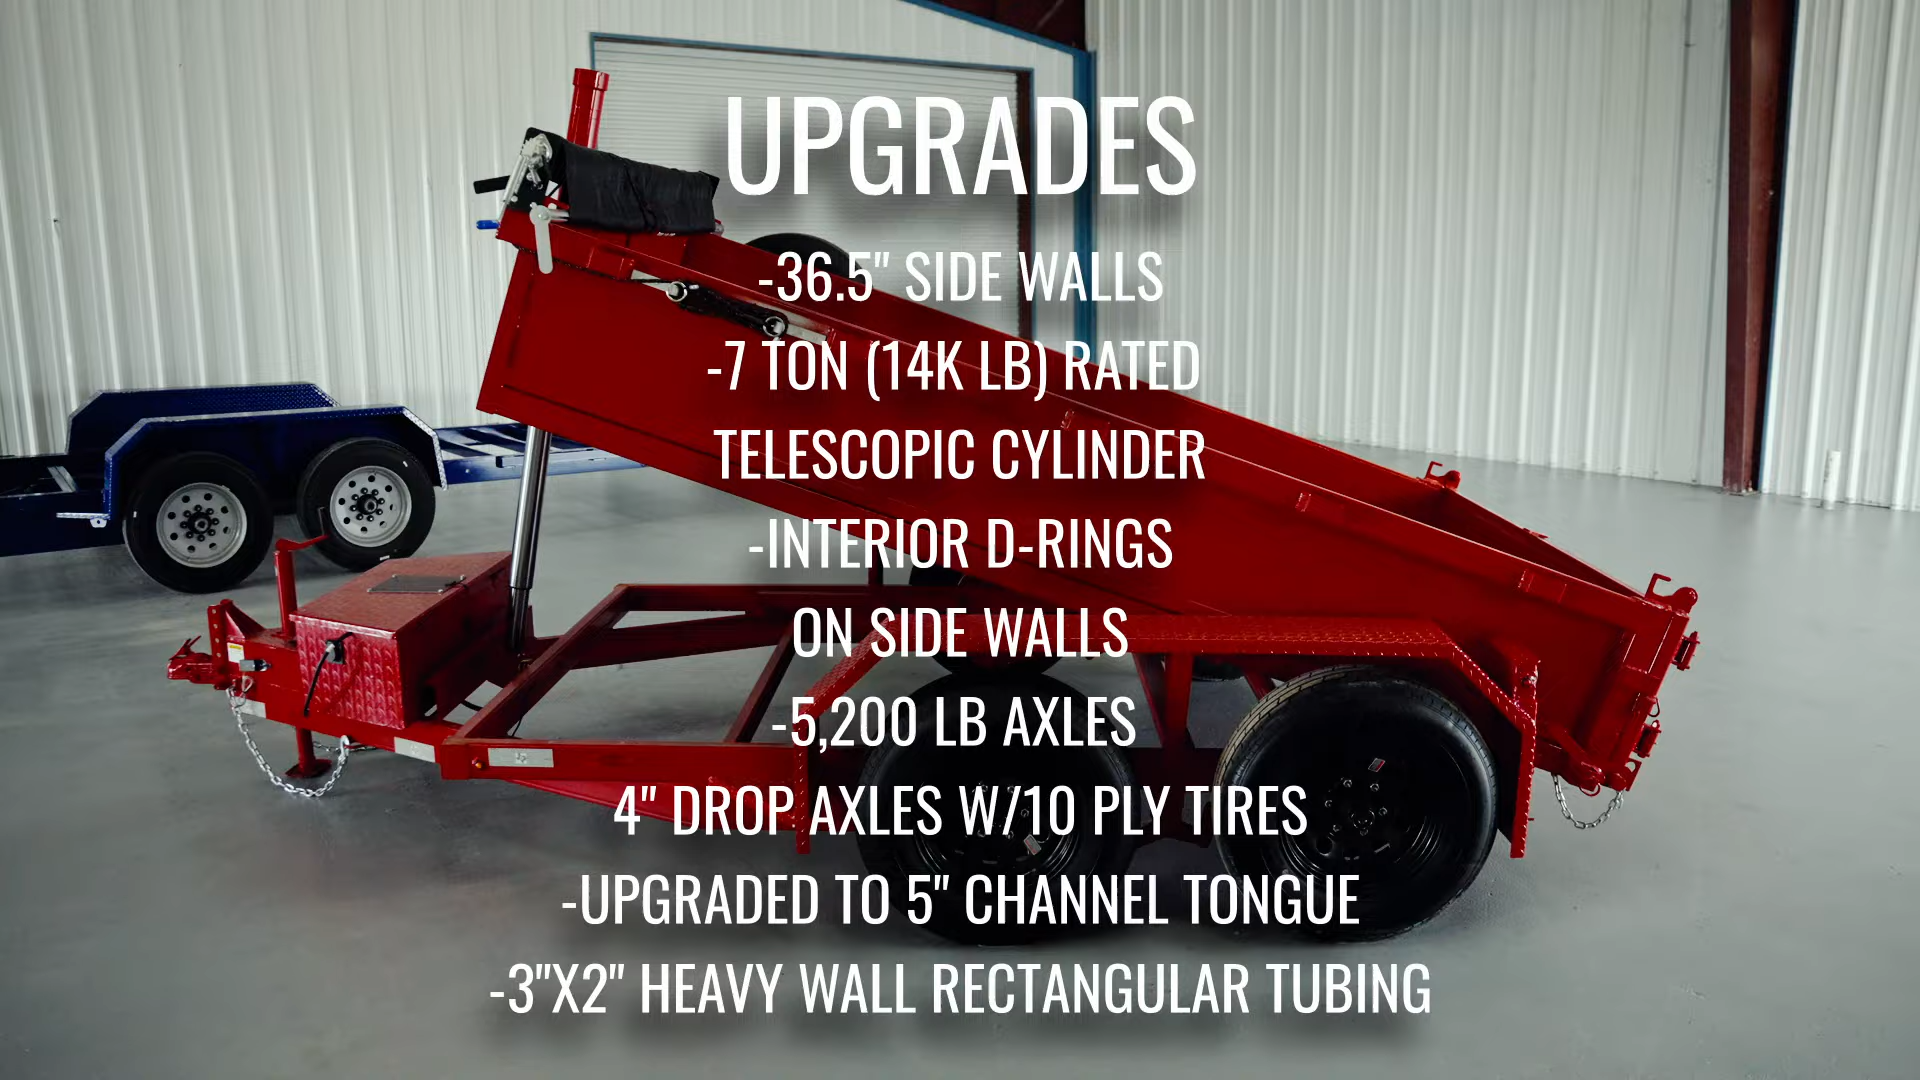 UPGRADES
-36.5" SIDE WALLS
-7 TON (14K LB) RATED
TELESCOPIC CYLINDER
-INTERIOR D-RINGS
ON SIDE WALLS
-5,200 LB AXLES
4" DROP AXLES W/10 PLY TIRES
-UPGRADED TO 5" CHANNEL TONGUE
-3"X2" HEAVY WALL RECTANGULAR TUBING